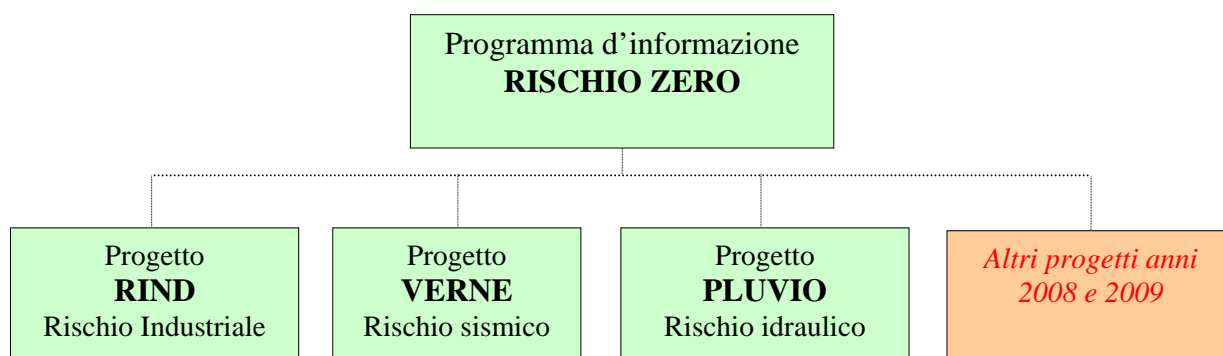 Programma d'informazione
RISCHIO ZERO
Progetto
RIND
Rischio Industriale
Progetto
VERNE
Rischio sismico
Progetto
PLUVIO
Rischio idraulico
Altri progetti anni
2008 e 2009